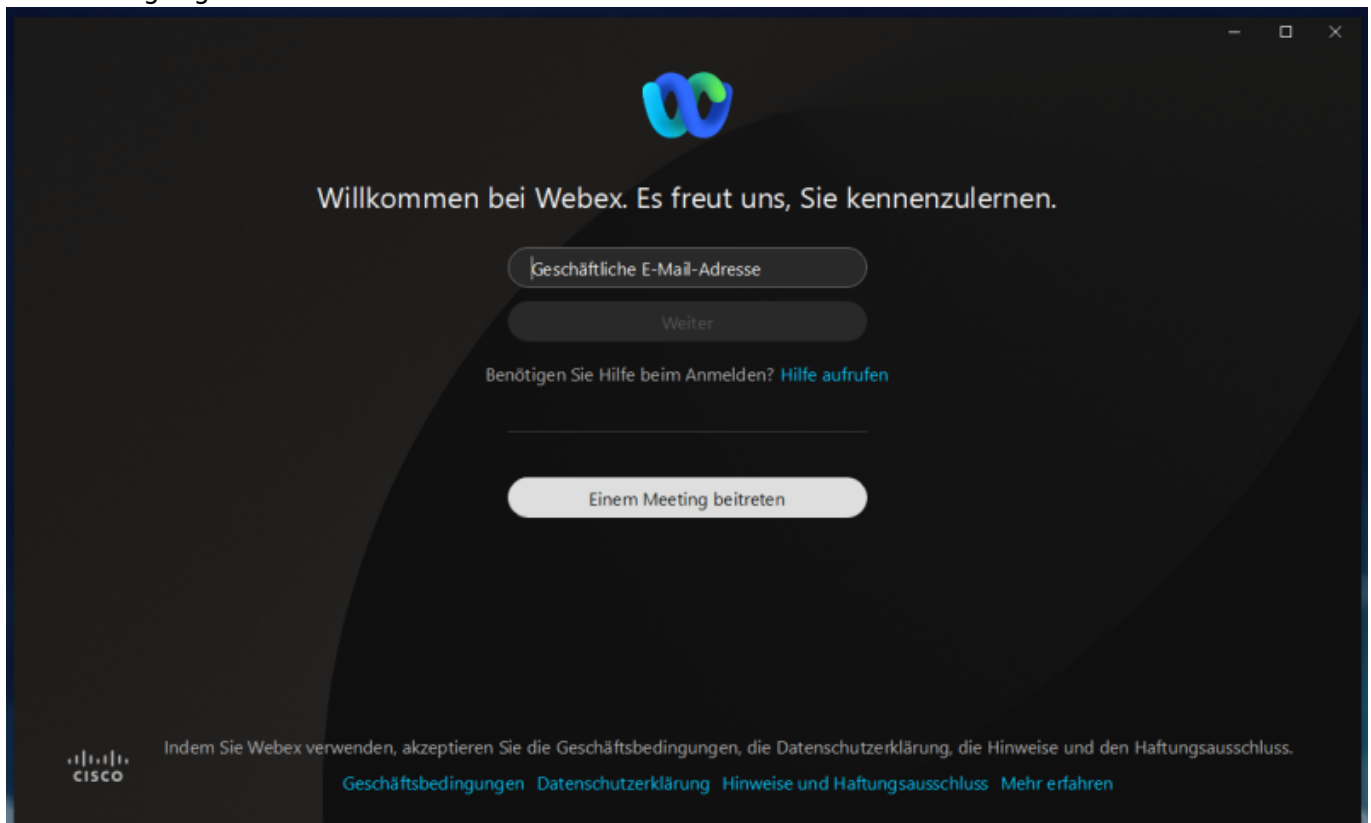 Willkommen bei Webex. Es freut uns, Sie kennenzulernen.
Geschäftliche E-Mail-Adresse
Weiter
Benötigen Sie Hilfe beim Anmelden? Hilfe aufrufen
Einem Meeting beitreten
Indem Sie Webex verwenden, akzeptieren Sie die Geschäftsbedingungen, die Datenschutzerklärung, die Hinweise und den Haftungsausschluss.
CISCO
Geschäftsbedingungen Datenschutzerklärung Hinweise und Haftungsausschluss Mehr erfahren